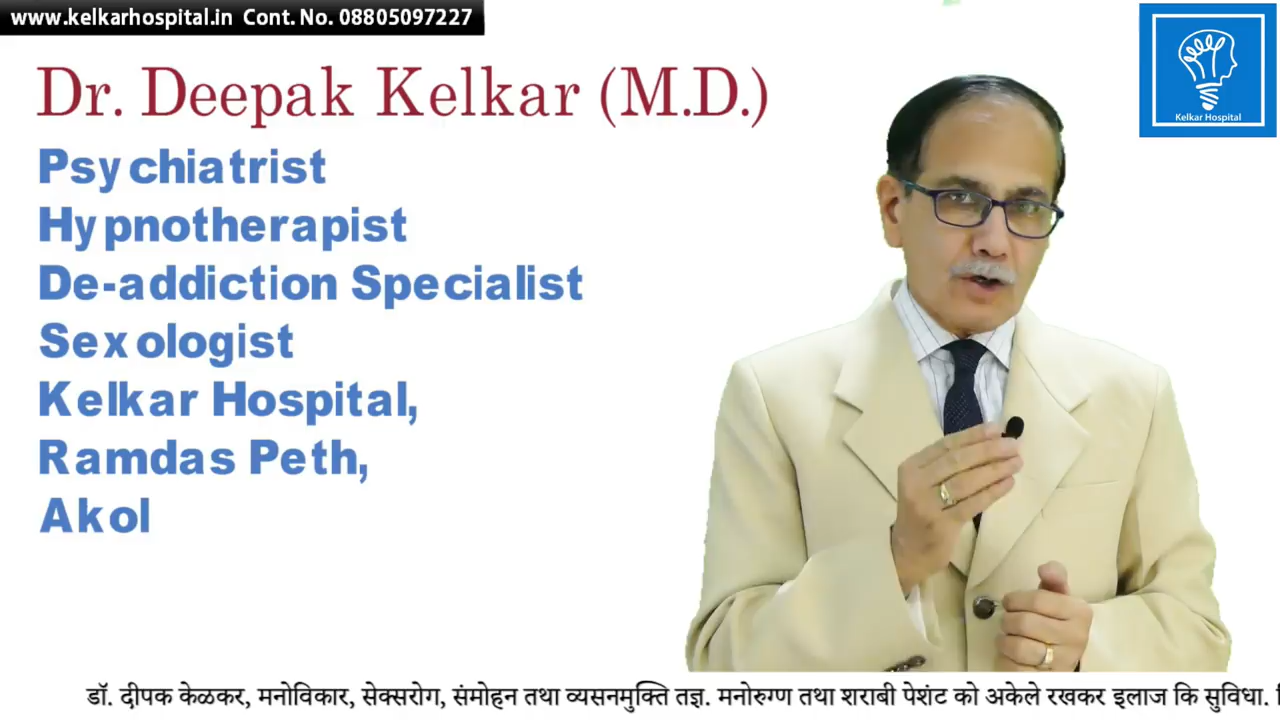 www.kelkarhospital.in Cont. No. 08805097227
Kelkar Hospital
Dr. Deepak Kelkar (M.D.)
Psychiatrist
Hypnotherapist
De-addiction Specialist
Sexologist
Kelkar Hospital,
Ramdas Peth,
Akol
डॉ. दीपक केळकर, मनोविकार, सेक्सरोग, संमोहन तथा व्यसनमुक्ति तज्ञ. मनोरुग्ण तथा शराबी पेशंट को अकेले रखकर इलाज कि सुविधा.